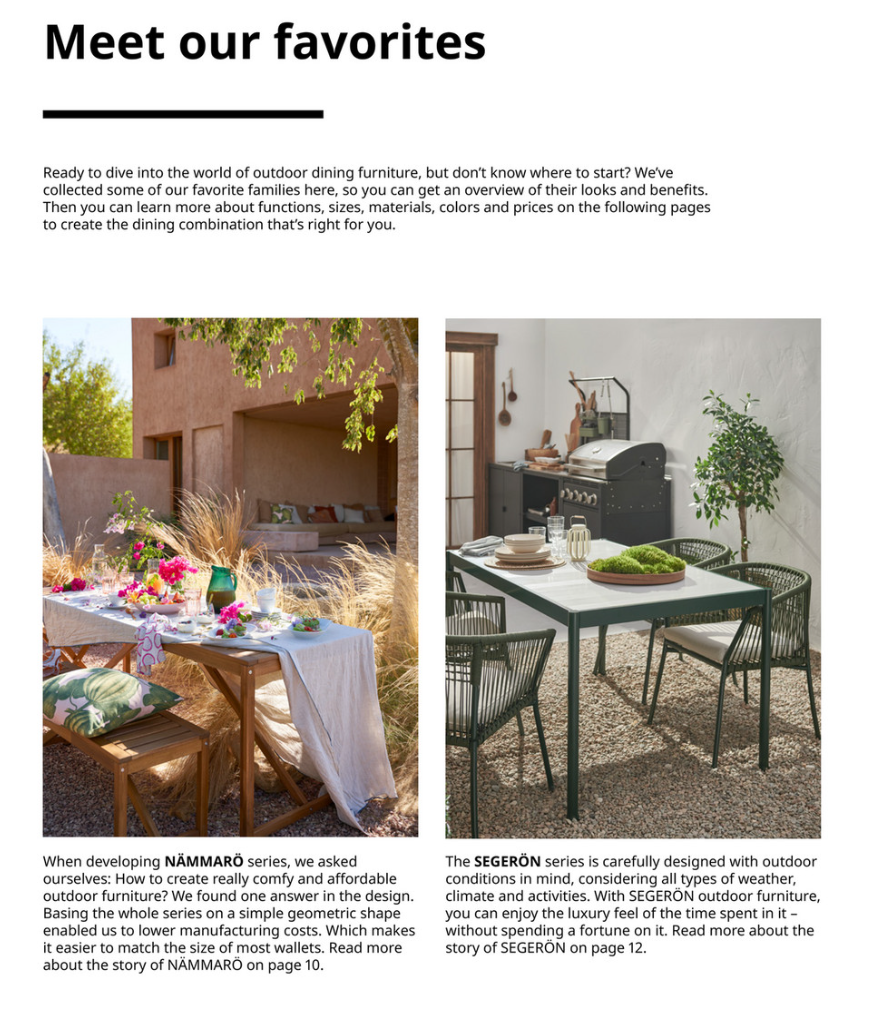 Meet our favorites
Ready to dive into the world of outdoor dining furniture, but don’t know where to start? We’ve
collected some of our favorite families here, so you can get an overview of their looks and benefits.
Then you can learn more about functions, sizes, materials, colors and prices on the following pages
to create the dining combination that’s right for you.
When developing NÄMMARÖ series, we asked
ourselves: How to create really comfy and affordable
outdoor furniture? We found one answer in the design.
Basing the whole series on a simple geometric shape
enabled us to lower manufacturing costs. Which makes
it easier to match the size of most wallets. Read more
about the story of NÄMMARÖ on page 10.
The SEGERÖN series is carefully designed with outdoor
conditions in mind, considering all types of weather,
climate and activities. With SEGERÖN outdoor furniture,
you can enjoy the luxury feel of the time spent in it –
without spending a fortune on it. Read more about the
story of SEGERÖN on page 12.